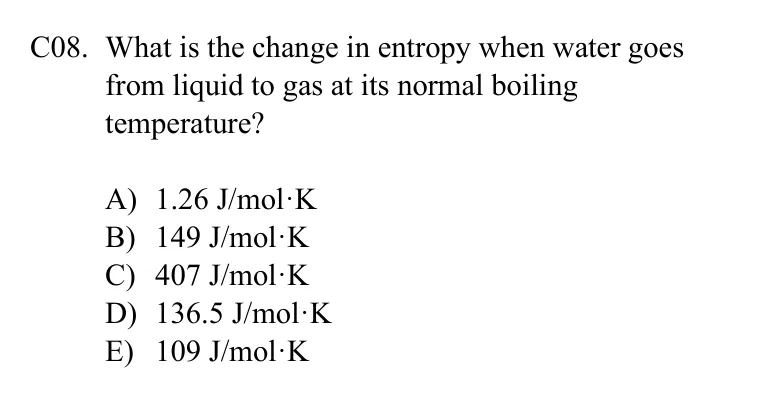 C08. What is the change in entropy when water goes
from liquid to gas at its normal boiling
temperature?
A) 1.26 J/mol·K
B) 149 J/mol·K
C) 407 J/mol·K
D) 136.5 J/mol·K
E) 109 J/mol·K